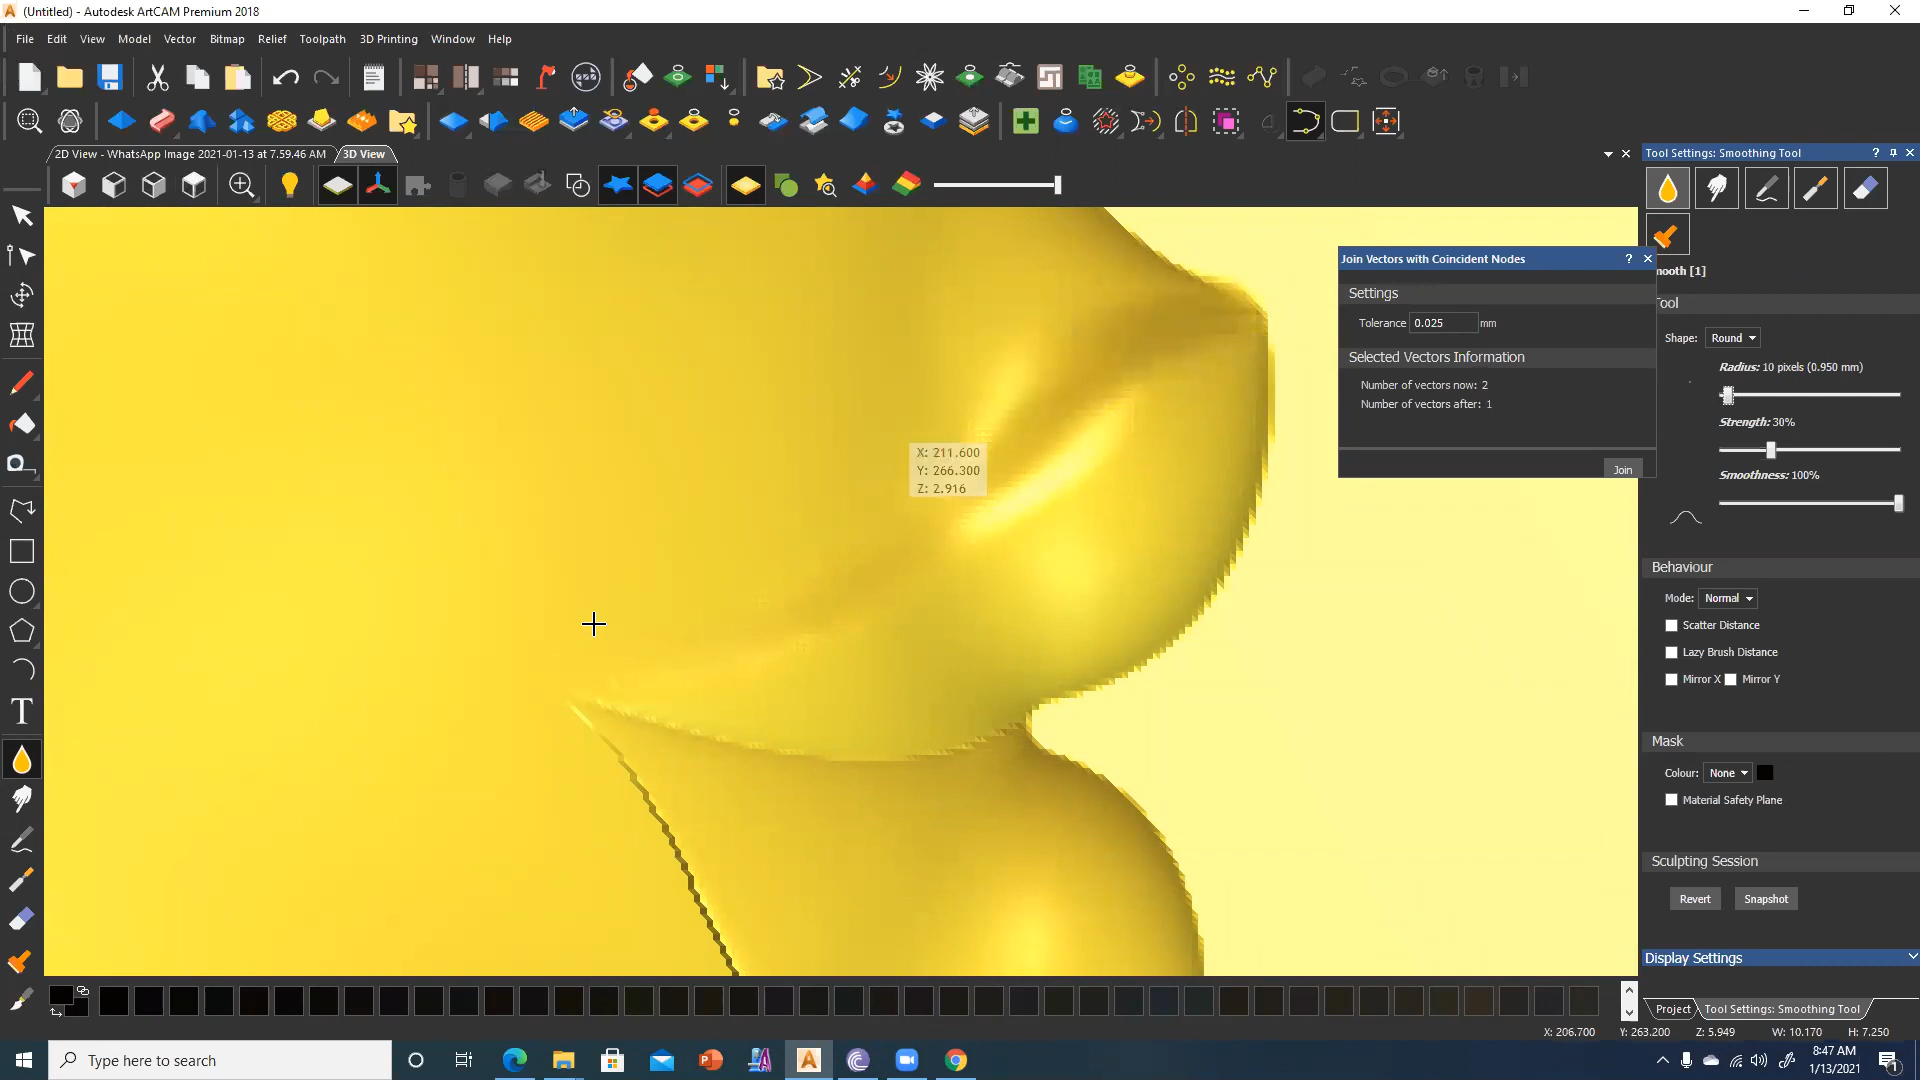 (Untitled) - Autodesk ArtCAM Premium 2018
File Edit View Model Vector Bitmap Relief Toolpath 3D Printing Window Help
2D View - WhatsApp Image 2021-01-13 at 7.59.46 AM 3D View
Tool Settings: Smoothing Tool
Join Vectors with Coincident Nodes
mooth [1]
Settings
Tool
Tolerance 0.025 mm
Shape: Round
Selected Vectors Information
Radius: 10 pixels (0.950 mm)
Number of vectors now: 2
Number of vectors after: 1
Strength: 30%
Join
Smoothness: 100%
X: 211.600
Y: 266.300
Z: 2.916
Behaviour
Mode: Normal
Scatter Distance
Lazy Brush Distance
Mirror X Mirror Y
Mask
Colour: None
Material Safety Plane
Sculpting Session
Revert Snapshot
Display Settings
Project Tool Settings: Smoothing Tool
X: 206.700 Y: 263.200 Z: 5.949 W: 10.170 H: 7.250
Type here to search
8:47 AM
1/13/2021
1